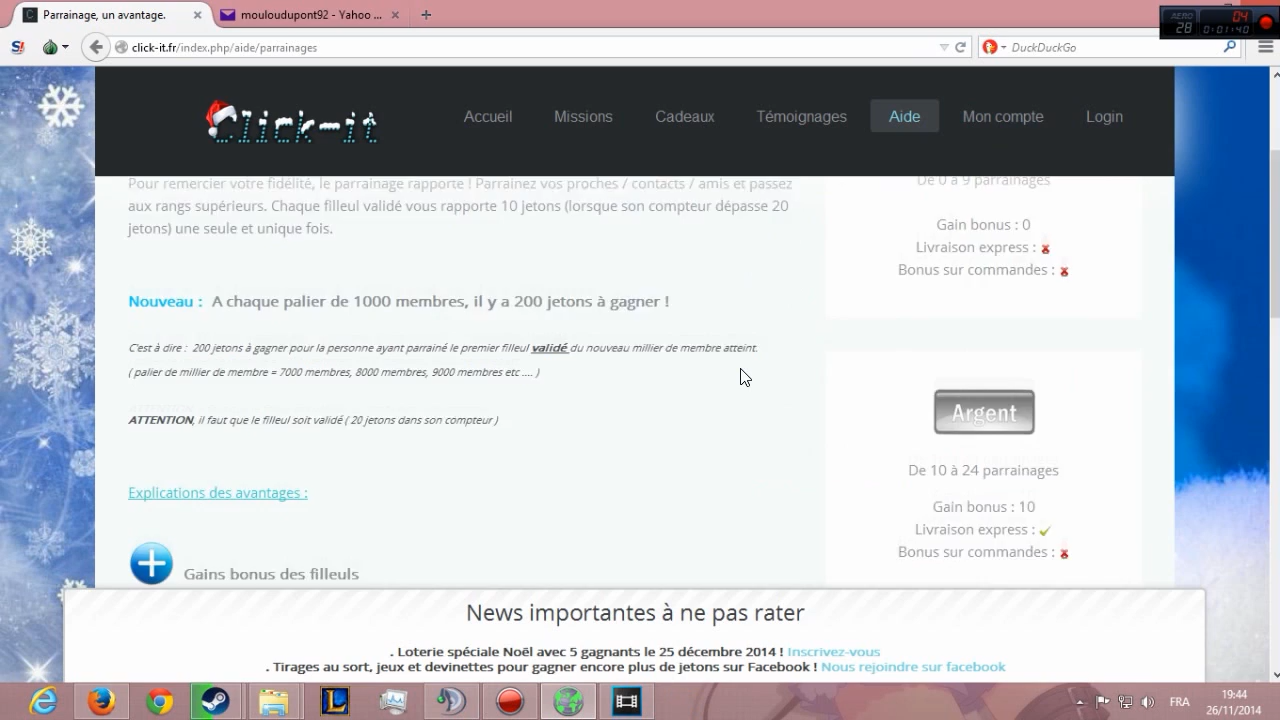 Parrainage, un avantage.
mouloudupont92 - Yahoo ...
AERO
28
04
0:01:40
click-it.fr/index.php/aide/parrainages
DuckDuckGo
Click-it
Accueil
Missions
Cadeaux
Témoignages
Aide
Mon compte
Login
Pour remercier votre fidélité, le parrainage rapporte ! Parrainez vos proches / contacts / amis et passez
aux rangs supérieurs. Chaque filleul validé vous rapporte 10 jetons (lorsque son compteur dépasse 20
jetons) une seule et unique fois.
Nouveau : A chaque palier de 1000 membres, il y a 200 jetons à gagner !
C'est à dire : 200 jetons à gagner pour la personne ayant parrainé le premier filleul validé du nouveau millier de membre atteint.
( palier de millier de membre = 7000 membres, 8000 membres, 9000 membres etc .... )
ATTENTION, il faut que le filleul soit validé ( 20 jetons dans son compteur )
Explications des avantages :
Gains bonus des filleuls
De 0 à 9 parrainages
Gain bonus : 0
Livraison express :
Bonus sur commandes :
Argent
De 10 à 24 parrainages
Gain bonus : 10
Livraison express :
Bonus sur commandes :
News importantes à ne pas rater
. Loterie spéciale Noël avec 5 gagnants le 25 décembre 2014 ! Inscrivez-vous
. Tirages au sort, jeux et devinettes pour gagner encore plus de jetons sur Facebook ! Nous rejoindre sur facebook
FRA
19:44
26/11/2014